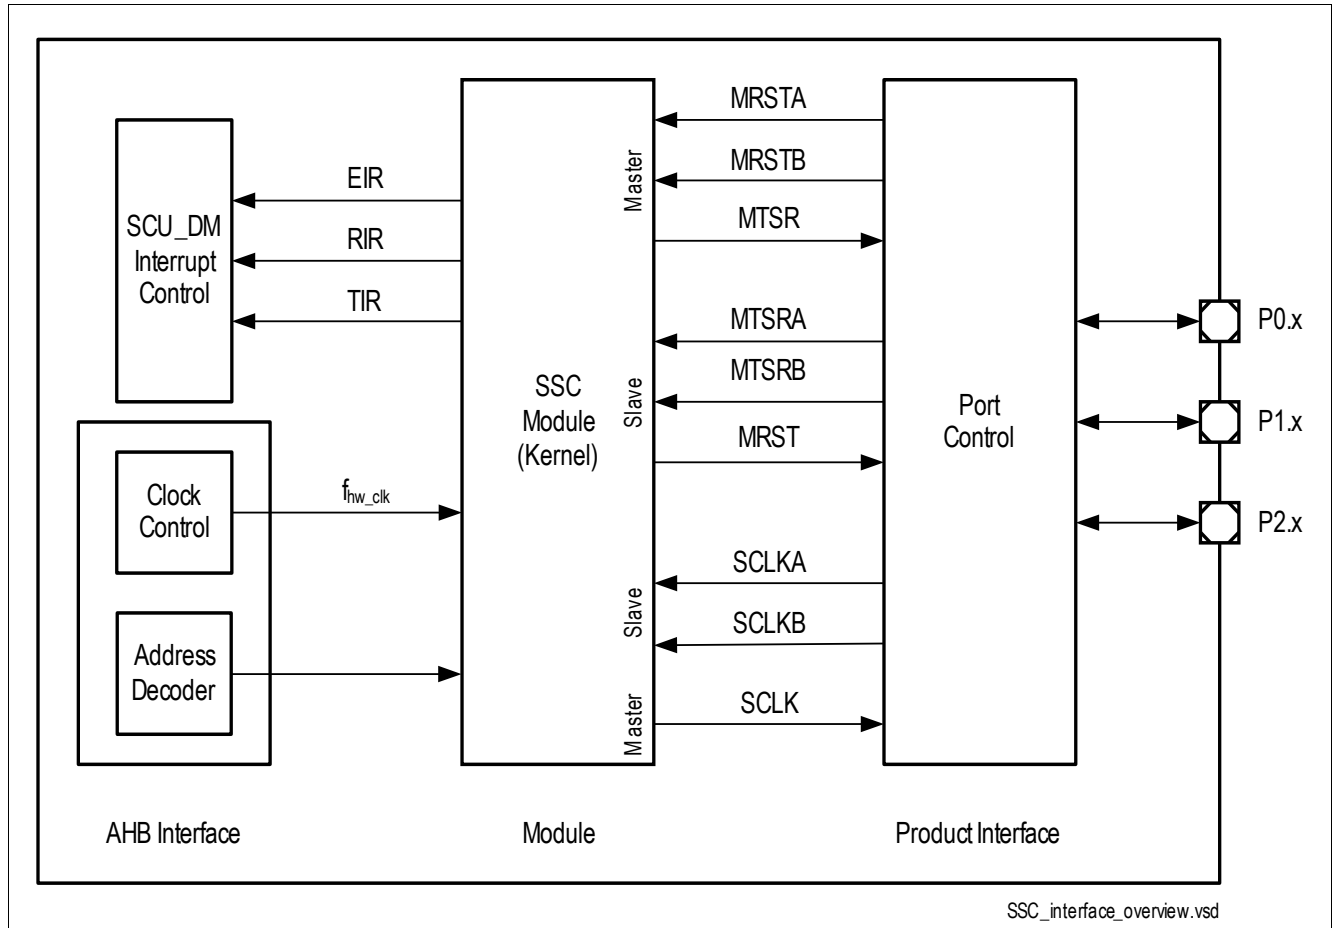 MRSTA
MRSTB
MTSR
Master
EIR
RIR
TIR
SCU_DM
Interrupt
Control
MTSRA
MTSRB
MRST
Slave
SSC
Module
(Kernel)
Port
Control
P0.x
P1.x
P2.x
Clock
Control
fhw_clk
Address
Decoder
SCLKA
SCLKB
Slave
SCLK
Master
AHB Interface
Module
Product Interface
SSC_interface_overview.vsd